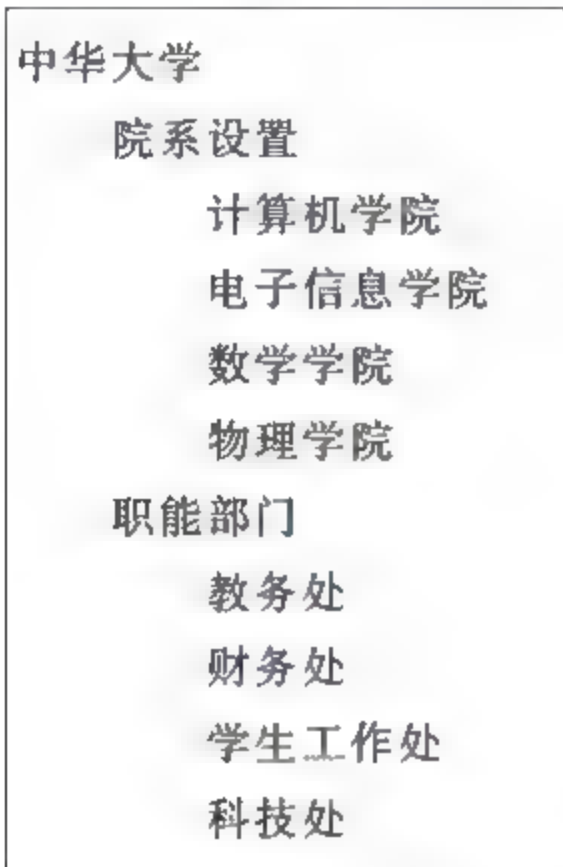 中华大学
院系设置
计算机学院
电子信息学院
数学学院
物理学院
职能部门
教务处
财务处
学生工作处
科技处